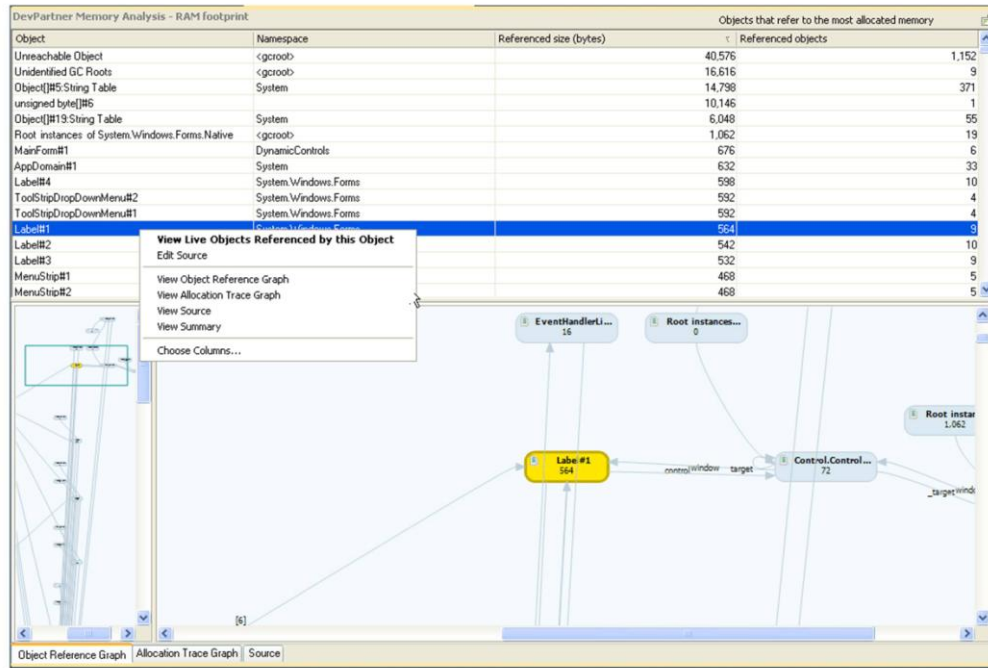 DevPartner Memory Analysis - RAM footprint
Objects that refer to the most allocated memory
Object Namespace Referenced size (bytes) Referenced objects
Unreachable Object <gcroot> 40,576 1,152
Unidentified GC Roots <gcroot> 16,616 9
Object[]#5:String Table System 14,798 371
unsigned byte[]#6 10,146 1
Object[]#19:String Table System 6,048 55
Root instances of System.Windows.Forms.Native <gcroot> 1,062 19
MainForm#1 DynamicControls 676 6
AppDomain#1 System 632 33
Label#4 System.Windows.Forms 598 10
ToolStripDropDownMenu#2 System.Windows.Forms 592 4
ToolStripDropDownMenu#1 System.Windows.Forms 592 4
Label#1 System.Windows.Forms 564 9
Label#2 542 10
Label#3 532 9
MenuStrip#1 468 5
MenuStrip#2 468 5
View Live Objects Referenced by this Object
Edit Source
View Object Reference Graph
View Allocation Trace Graph
View Source
View Summary
Choose Columns...
EventHandlerLi...
16
Root instances...
0
Root instar
1,062
Label#1
564
control window target
Control.Control...
72
_target windo
[6]
Object Reference Graph Allocation Trace Graph Source